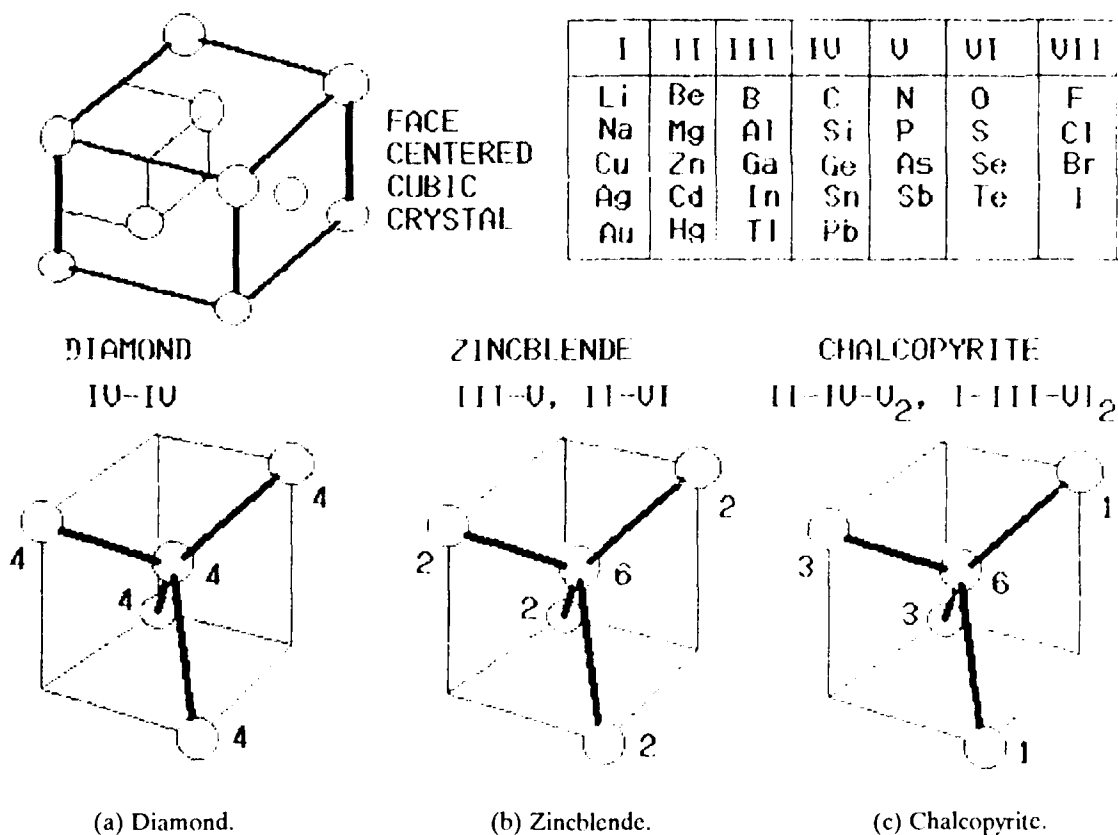 FACE
CENTERED
CUBIC
CRYSTAL
I II III IV V VI VII
Li Be B C N O F
Na Mg Al Si P S Cl
Cu Zn Ga Ge As Se Br
Ag Cd In Sn Sb Te I
Au Hg Tl Pb
DIAMOND ZINCBLENDE CHALCOPYRITE
IV-IV III-V, II-VI II-IV-V₂, I-III-VI₂
4 2 1
4 4 2 6 3 6
4 2 3
4 2 1
(a) Diamond. (b) Zincblende. (c) Chalcopyrite.